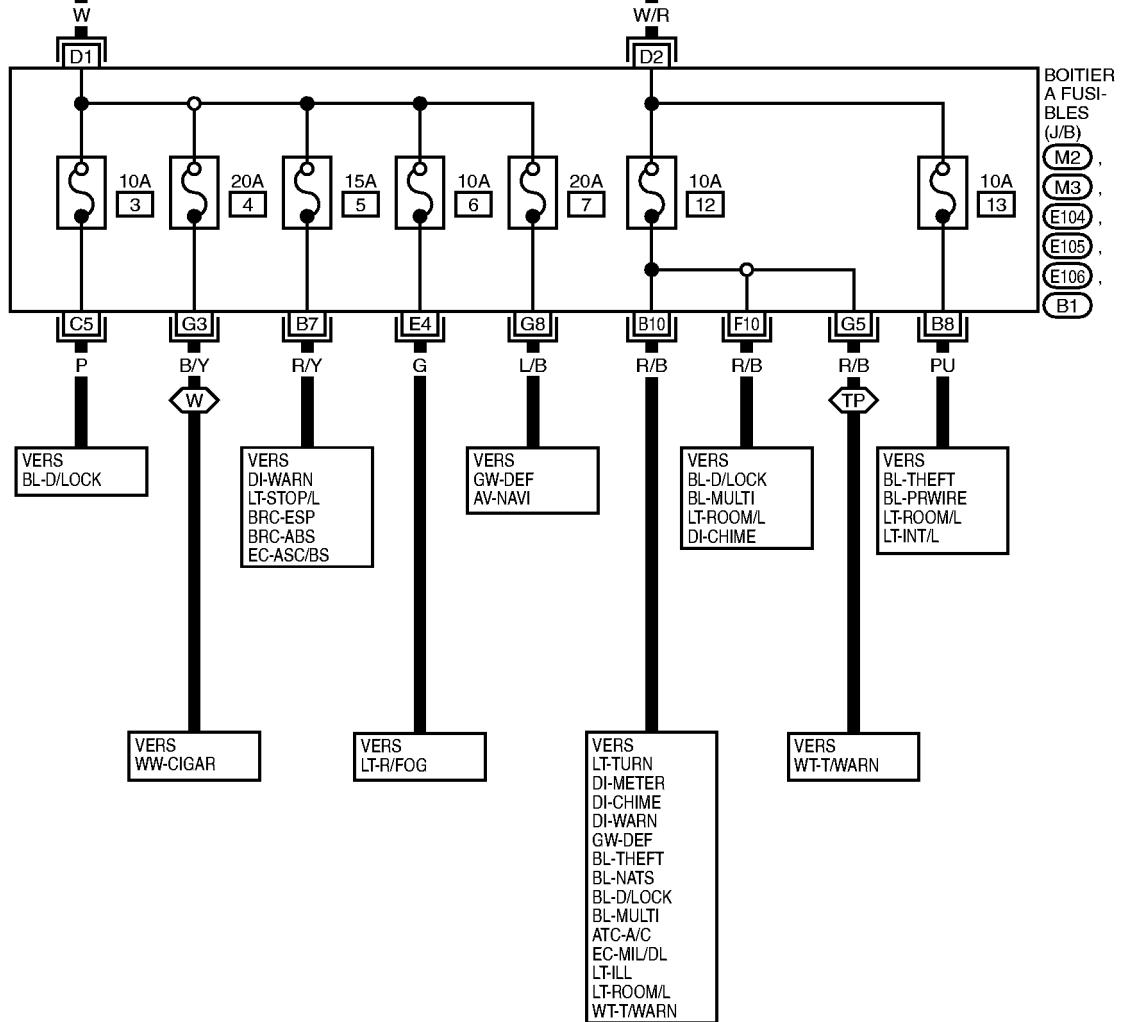 W
W/R
D1
D2
BOITIER
A FUSI-
BLES
(J/B)
M2 ,
M3 ,
E104 ,
E105 ,
E106 ,
B1
10A
3
20A
4
15A
5
10A
6
20A
7
10A
12
10A
13
C5
G3
B7
E4
G8
B10
F10
G5
B8
P
B/Y
R/Y
G
L/B
R/B
R/B
R/B
PU
W
TP
VERS
BL-D/LOCK
VERS
DI-WARN
LT-STOP/L
BRC-ESP
BRC-ABS
EC-ASC/BS
VERS
GW-DEF
AV-NAVI
VERS
BL-D/LOCK
BL-MULTI
LT-ROOM/L
DI-CHIME
VERS
BL-THEFT
BL-PRWIRE
LT-ROOM/L
LT-INT/L
VERS
WW-CIGAR
VERS
LT-R/FOG
VERS
LT-TURN
DI-METER
DI-CHIME
DI-WARN
GW-DEF
BL-THEFT
BL-NATS
BL-D/LOCK
BL-MULTI
ATC-A/C
EC-MIL/DL
LT-ILL
LT-ROOM/L
WT-T/WARN
VERS
WT-T/WARN